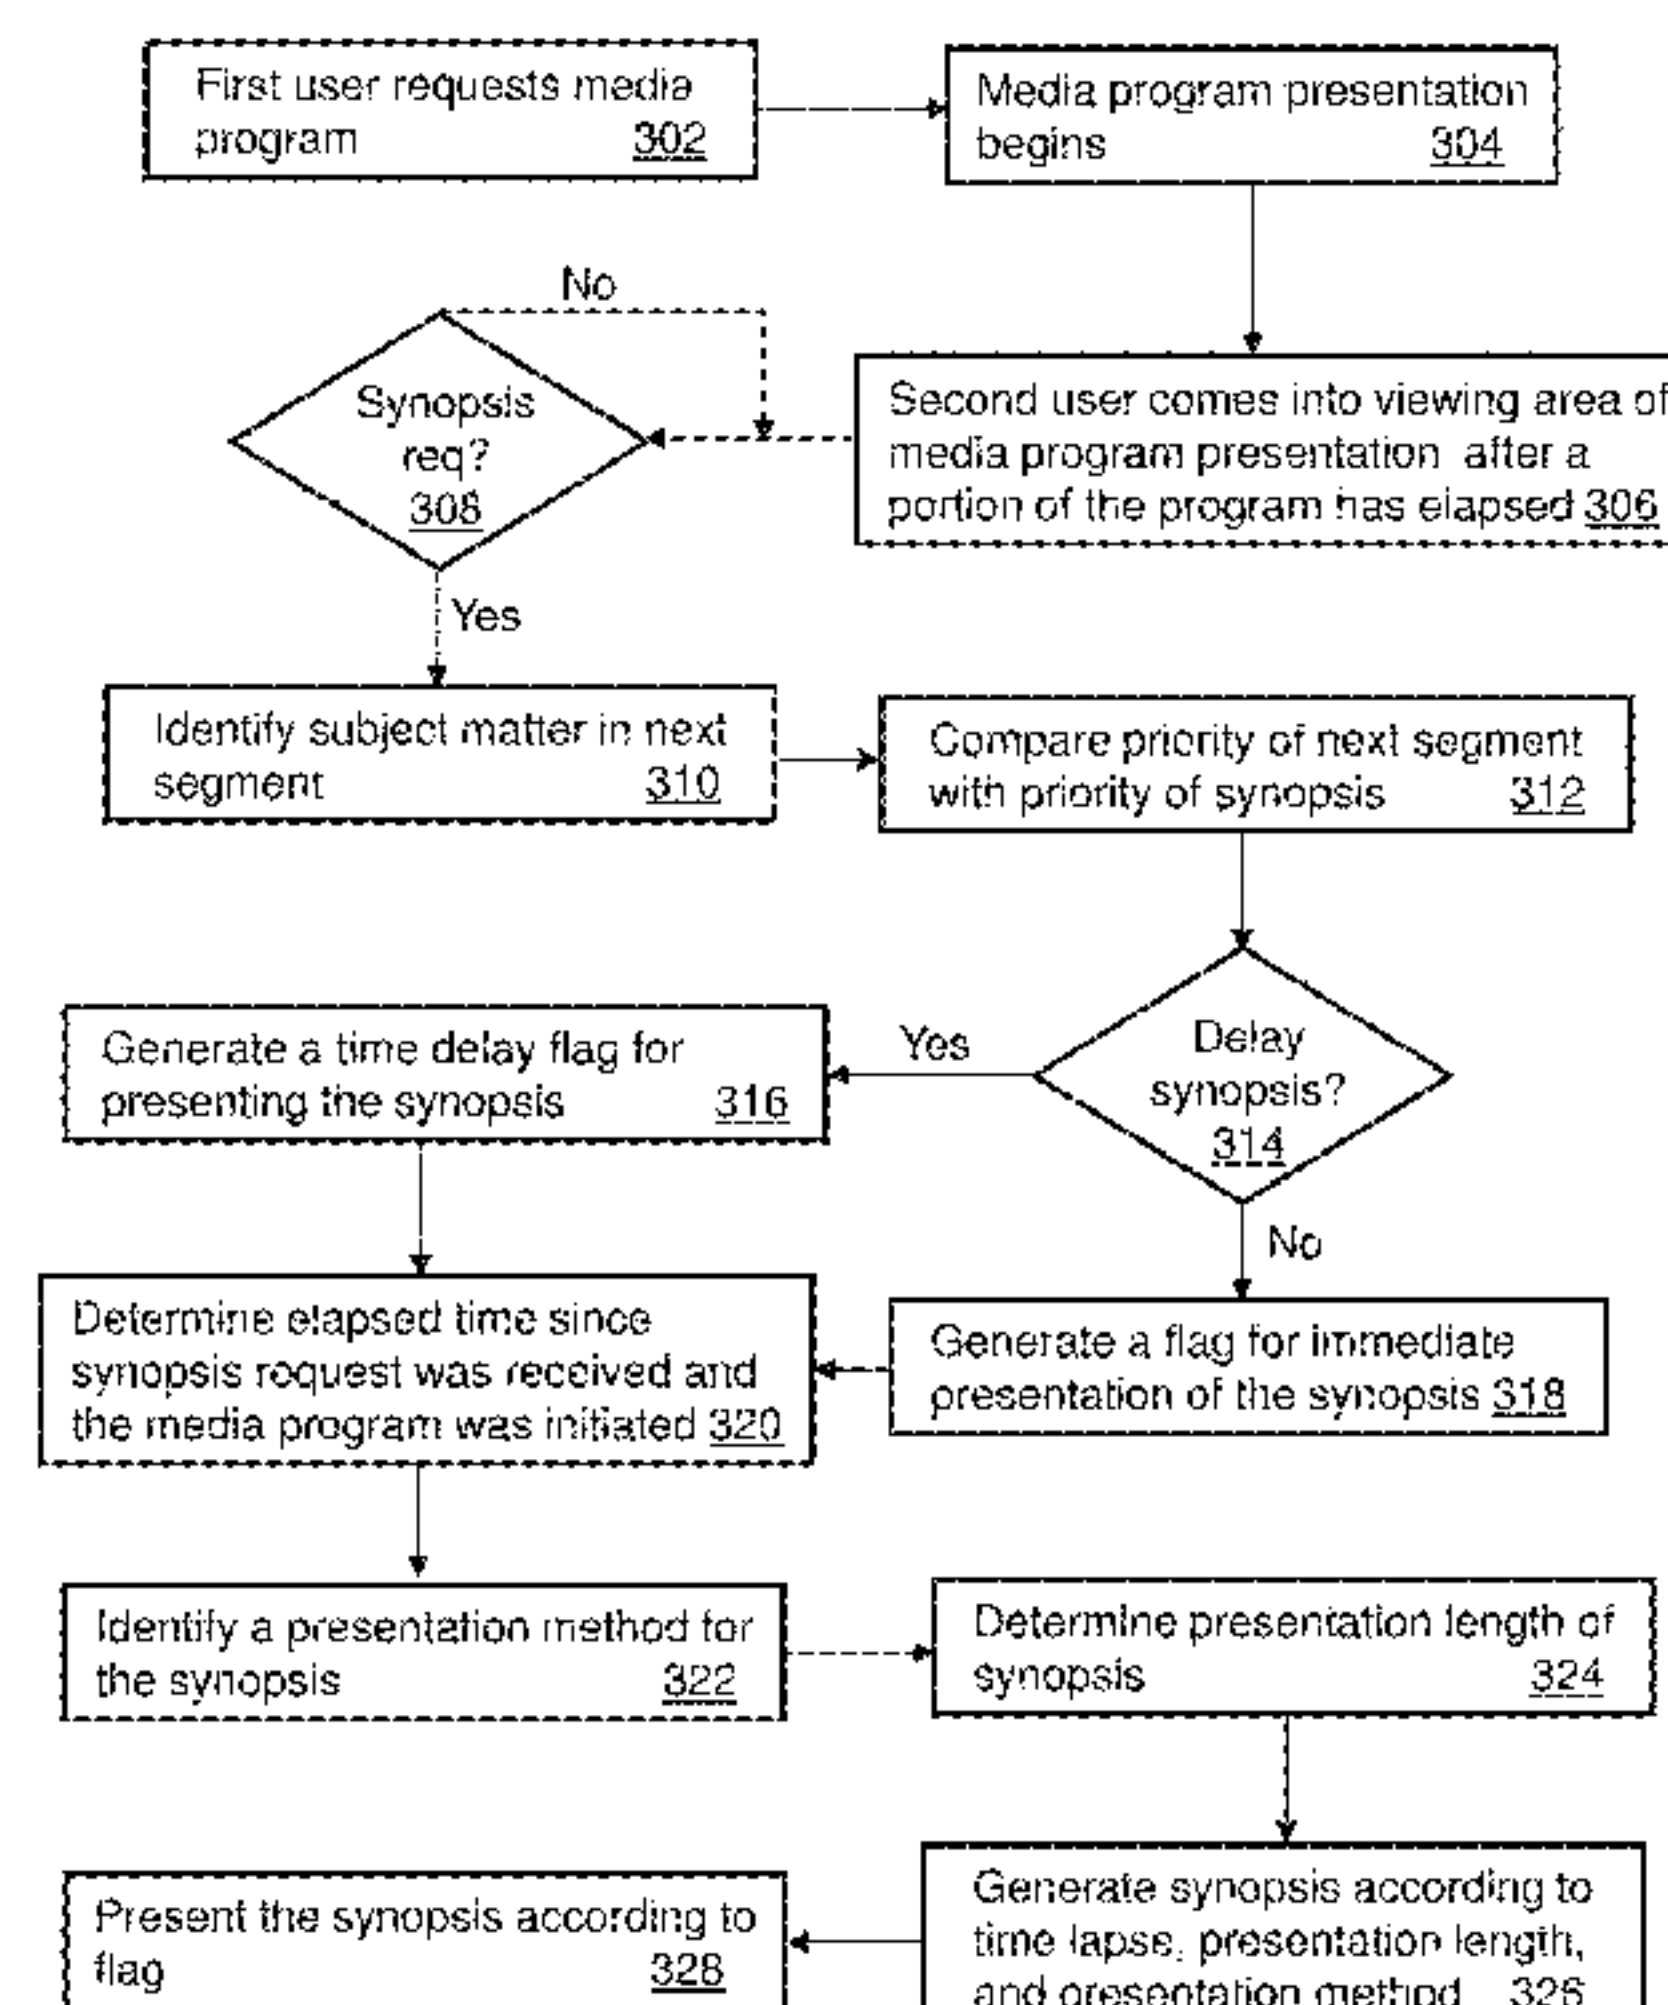 First user requests media
program 302
Media program presentation
begins 304
No
Synopsis
req?
308
Second user comes into viewing area of
media program presentation after a
portion of the program has elapsed 306
Yes
Identify subject matter in next
segment 310
Compare priority of next segment
with priority of synopsis 312
Delay
synopsis?
314
Yes
Generate a time delay flag for
presenting the synopsis 316
No
Generate a flag for immediate
presentation of the synopsis 318
Determine elapsed time since
synopsis request was received and
the media program was initiated 320
Identify a presentation method for
the synopsis 322
Determine presentation length of
synopsis 324
Generate synopsis according to
time lapse, presentation length,
and presentation method 326
Present the synopsis according to
flag 328